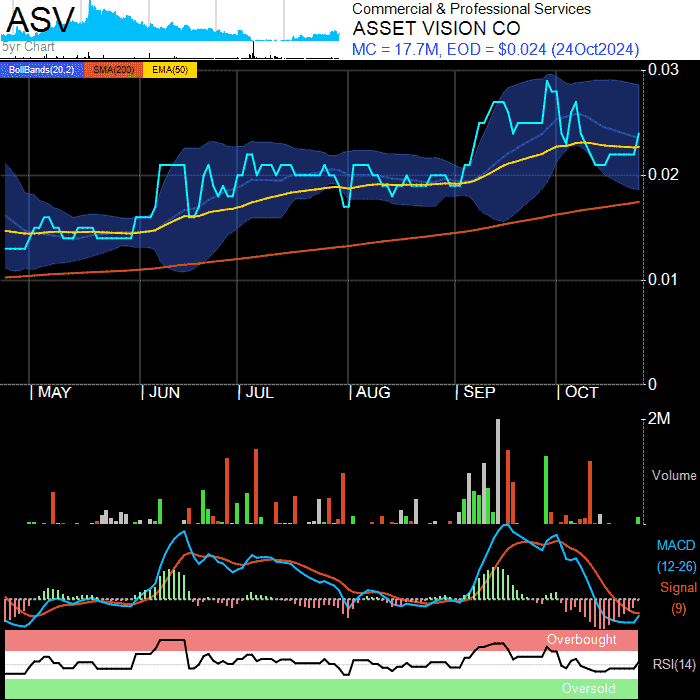 ASV
5yr Chart
Commercial & Professional Services
ASSET VISION CO
MC = 17.7M, EOD = $0.024 (24Oct2024)
BollBands(20,2) SMA(200) EMA(50)
0.03
0.02
0.01
0
MAY JUN JUL AUG SEP OCT
2M
Volume
MACD
(12-26)
Signal
(9)
Overbought
RSI(14)
Oversold